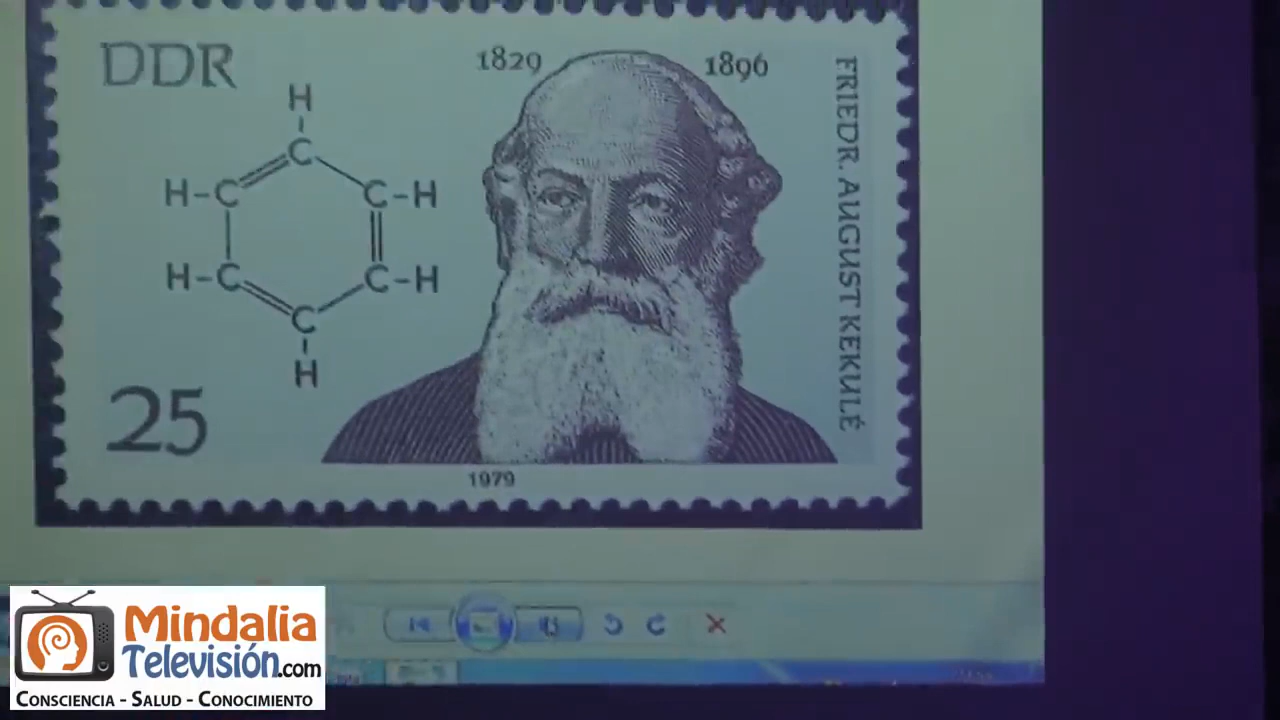 DDR
1829 1896
FRIEDR. AUGUST KEKULÉ
H
C
H-C C-H
H-C C-H
C
H
25
1979
Mindalia
Televisión.com
CONSCIENCIA - SALUD - CONOCIMIENTO